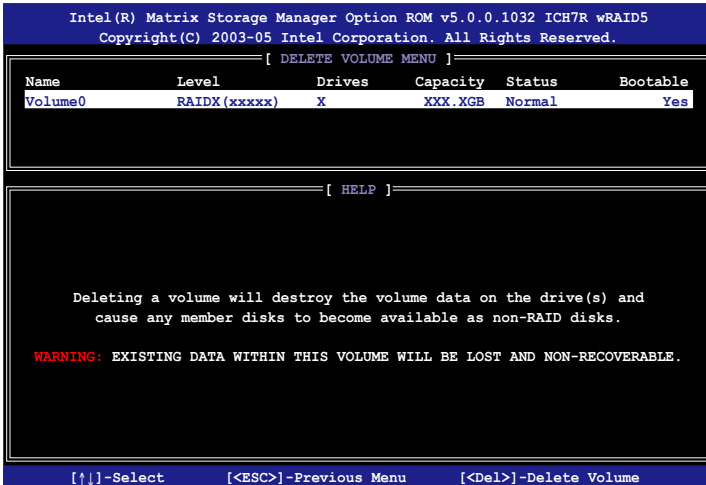 Intel(R) Matrix Storage Manager Option ROM v5.0.0.1032 ICH7R wRAID5
Copyright(C) 2003-05 Intel Corporation. All Rights Reserved.
[ DELETE VOLUME MENU ]
Name Level Drives Capacity Status Bootable
Volume0 RAIDX(xxxxx) X XXX.XGB Normal Yes
[ HELP ]
Deleting a volume will destroy the volume data on the drive(s) and
cause any member disks to become available as non-RAID disks.
WARNING: EXISTING DATA WITHIN THIS VOLUME WILL BE LOST AND NON-RECOVERABLE.
[↑↓]-Select [<ESC>]-Previous Menu [<Del>]-Delete Volume